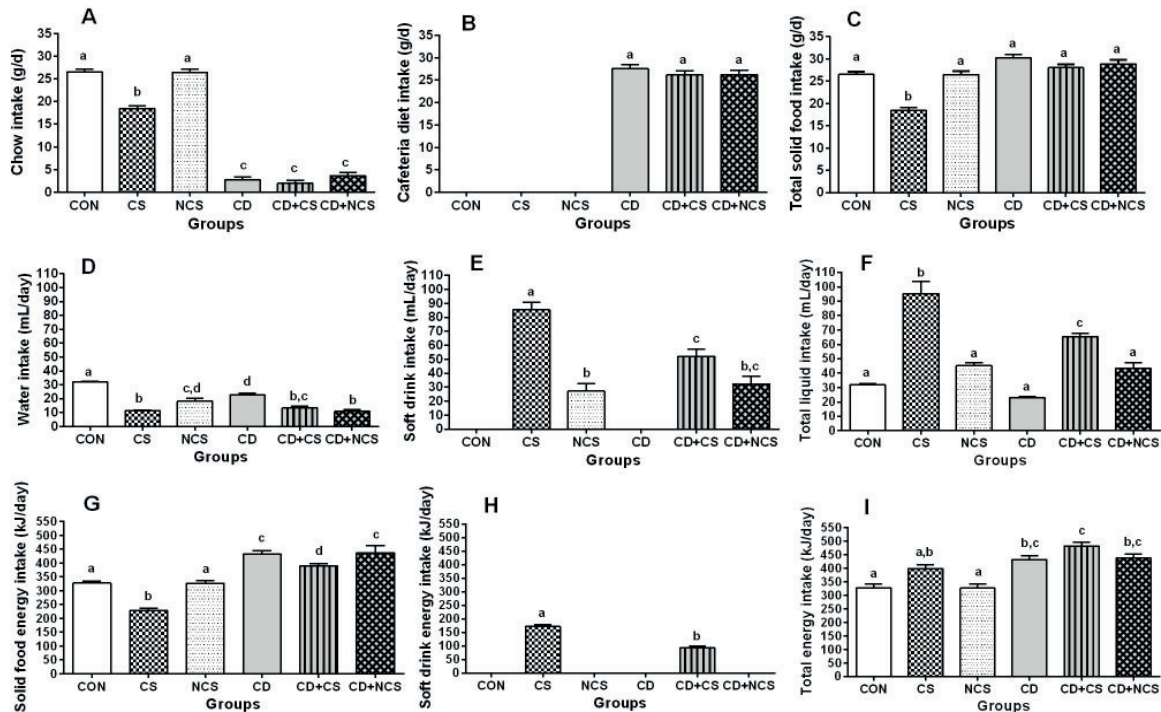 A
Chow intake (g/d)
35
30
25
20
15
10
5
0
a
b
a
c
c
c
CON CS NCS CD CD+CS CD+NCS
Groups
B
Cafeteria diet intake (g/d)
35
30
25
20
15
10
5
0
a
a
a
CON CS NCS CD CD+CS CD+NCS
Groups
C
Total solid food intake (g/d)
35
30
25
20
15
10
5
0
a
b
a
a
a
a
CON CS NCS CD CD+CS CD+NCS
Groups
D
Water intake (mL/day)
110
100
90
80
70
60
50
40
30
20
10
0
a
b
c,d
d
b,c
b
CON CS NCS CD CD+CS CD+NCS
Groups
E
Soft drink intake (mL/day)
110
100
90
80
70
60
50
40
30
20
10
0
a
b
c
b,c
CON CS NCS CD CD+CS CD+NCS
Groups
F
Total liquid intake (mL/day)
110
100
90
80
70
60
50
40
30
20
10
0
a
b
a
a
c
a
CON CS NCS CD CD+CS CD+NCS
Groups
G
Solid food energy intake (kJ/day)
550
500
450
400
350
300
250
200
150
100
50
0
a
b
a
c
d
c
CON CS NCS CD CD+CS CD+NCS
Groups
H
Soft drink energy intake (kJ/day)
550
500
450
400
350
300
250
200
150
100
50
0
a
b
CON CS NCS CD CD+CS CD+NCS
Groups
I
Total energy intake (kJ/day)
550
500
450
400
350
300
250
200
150
100
50
0
a
a,b
a
b,c
c
b,c
CON CS NCS CD CD+CS CD+NCS
Groups